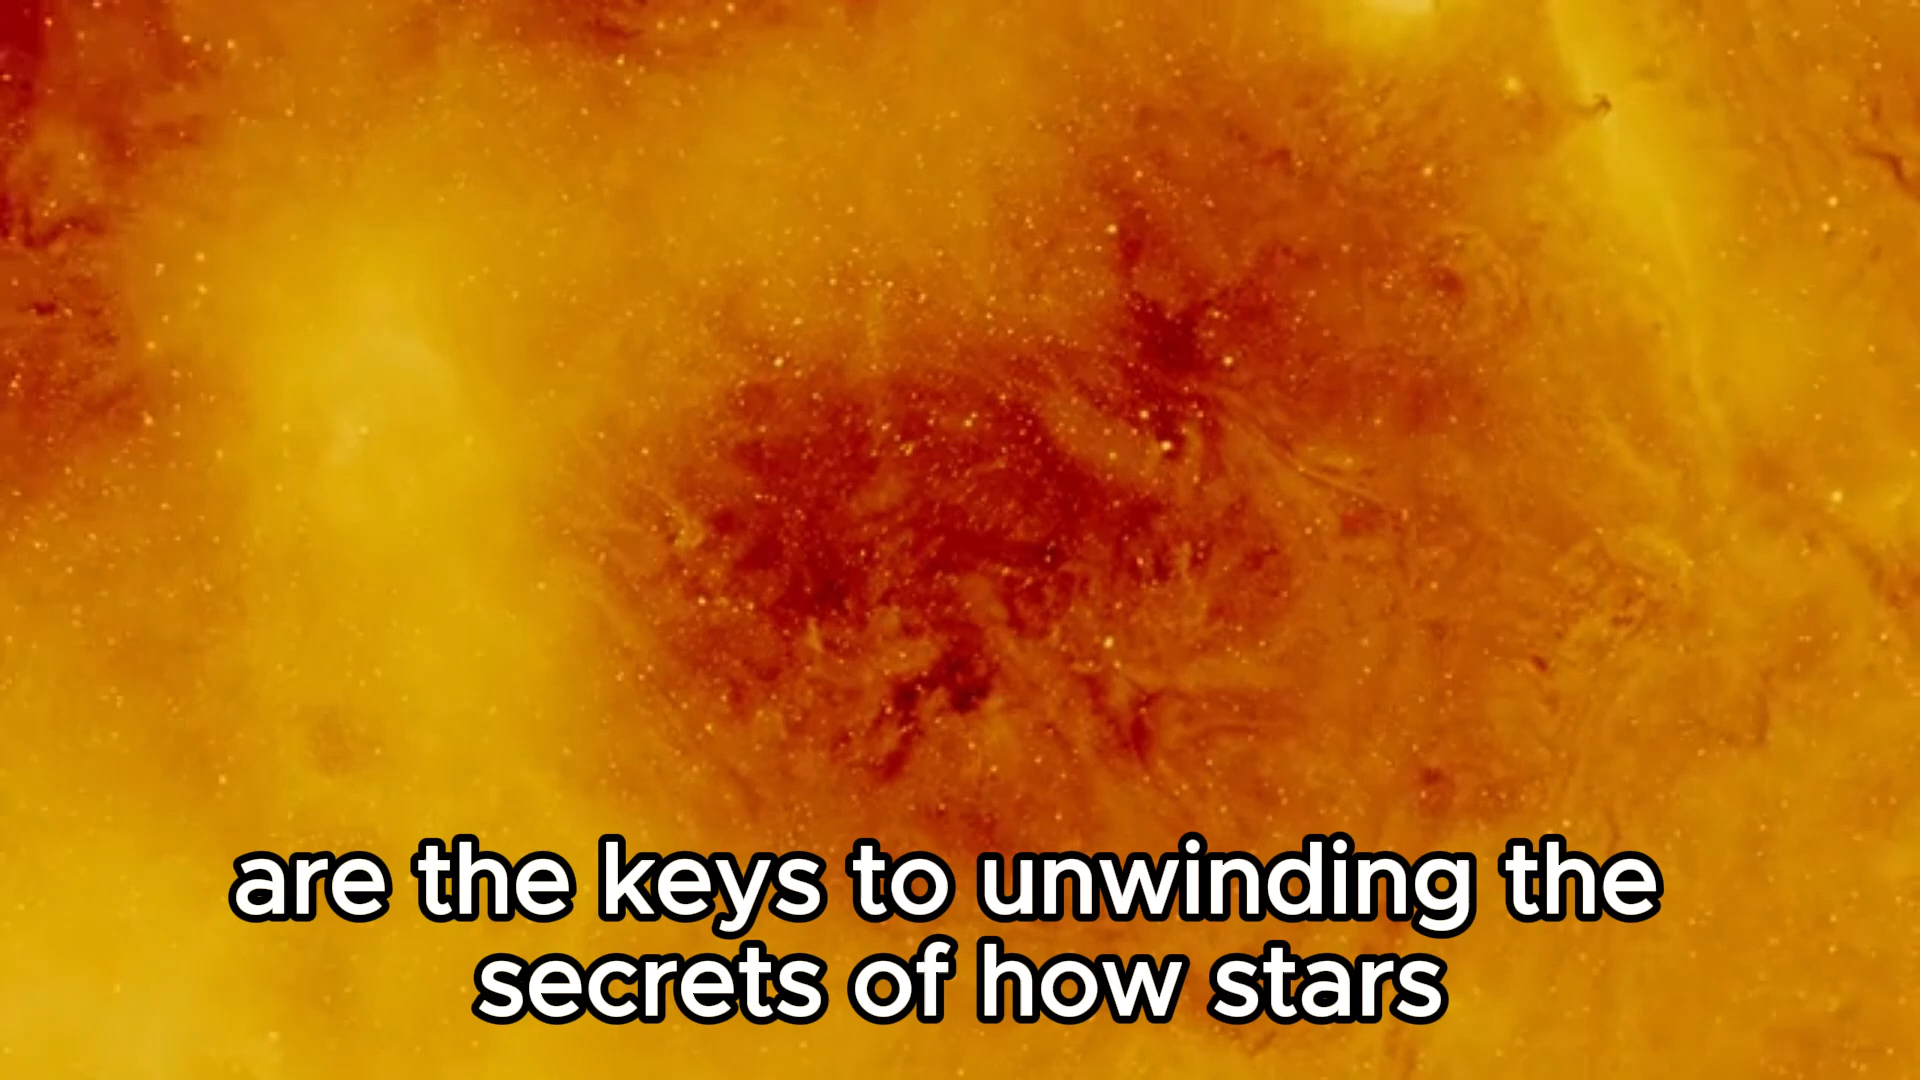 are the keys to unwinding the
secrets of how stars